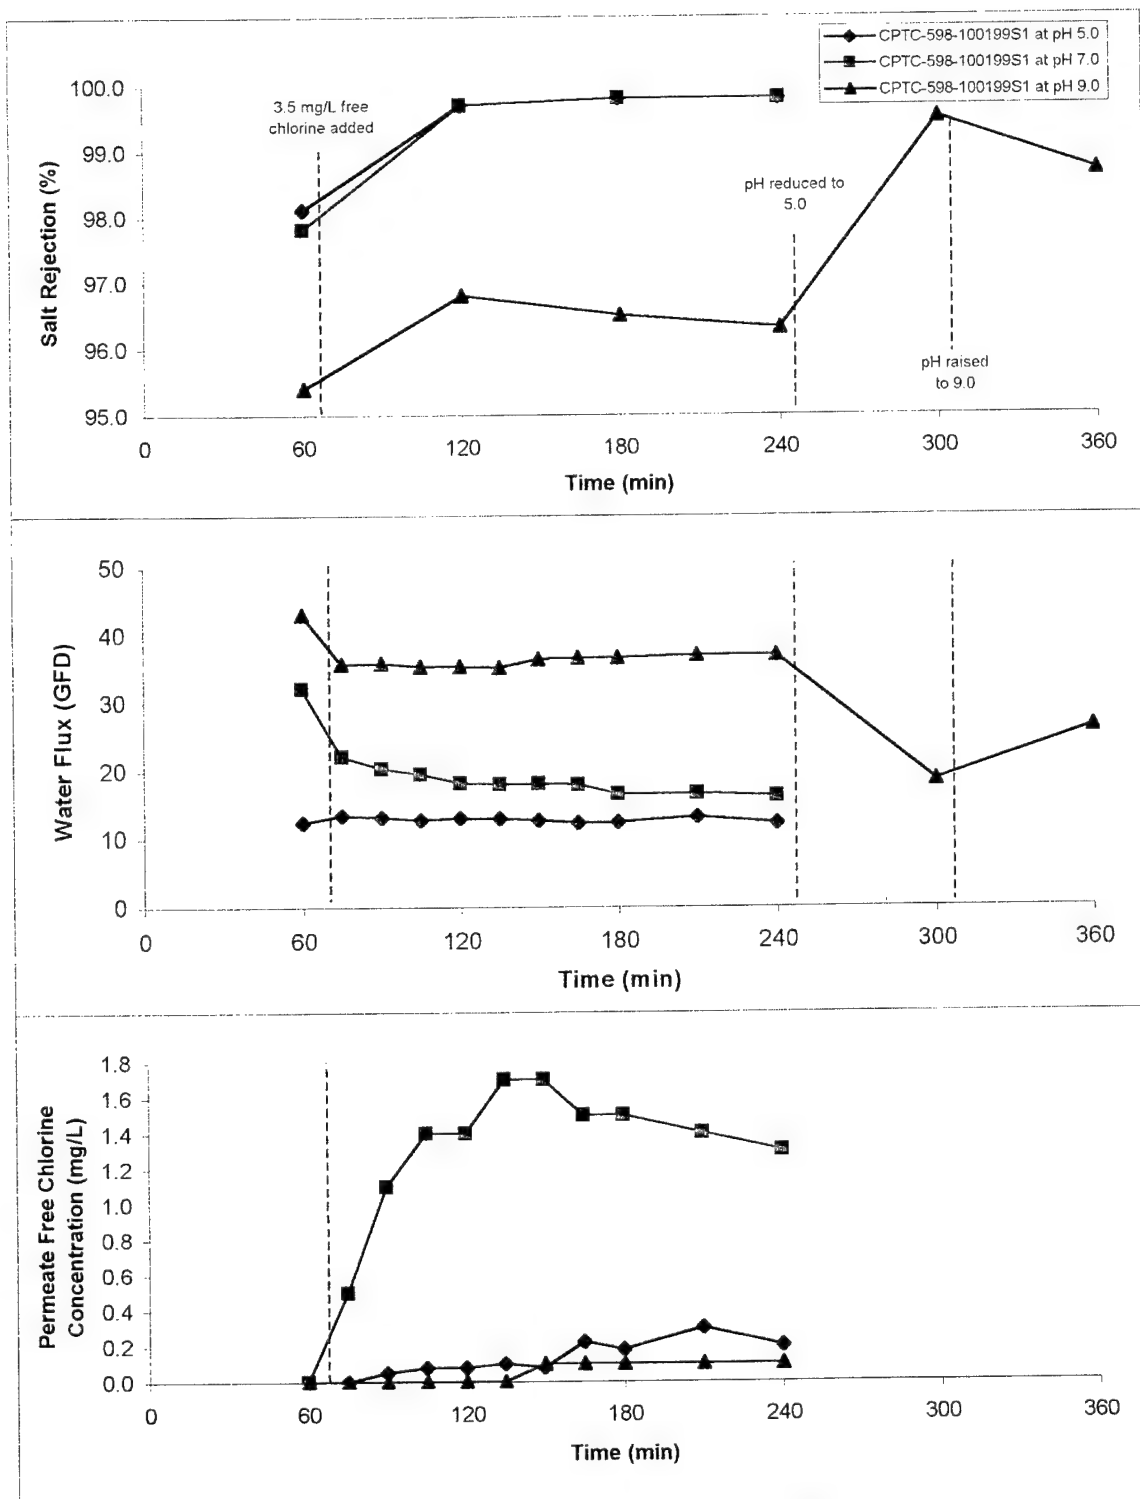 CPTC-598-100199S1 at pH 5.0
CPTC-598-100199S1 at pH 7.0
CPTC-598-100199S1 at pH 9.0
3.5 mg/L free
chlorine added
pH reduced to
5.0
pH raised
to 9.0
Salt Rejection (%)
100.0
99.0
98.0
97.0
96.0
95.0
0 60 120 180 240 300 360
Time (min)
Water Flux (GFD)
50
40
30
20
10
0
0 60 120 180 240 300 360
Time (min)
Permeate Free Chlorine
Concentration (mg/L)
1.8
1.6
1.4
1.2
1.0
0.8
0.6
0.4
0.2
0.0
0 60 120 180 240 300 360
Time (min)